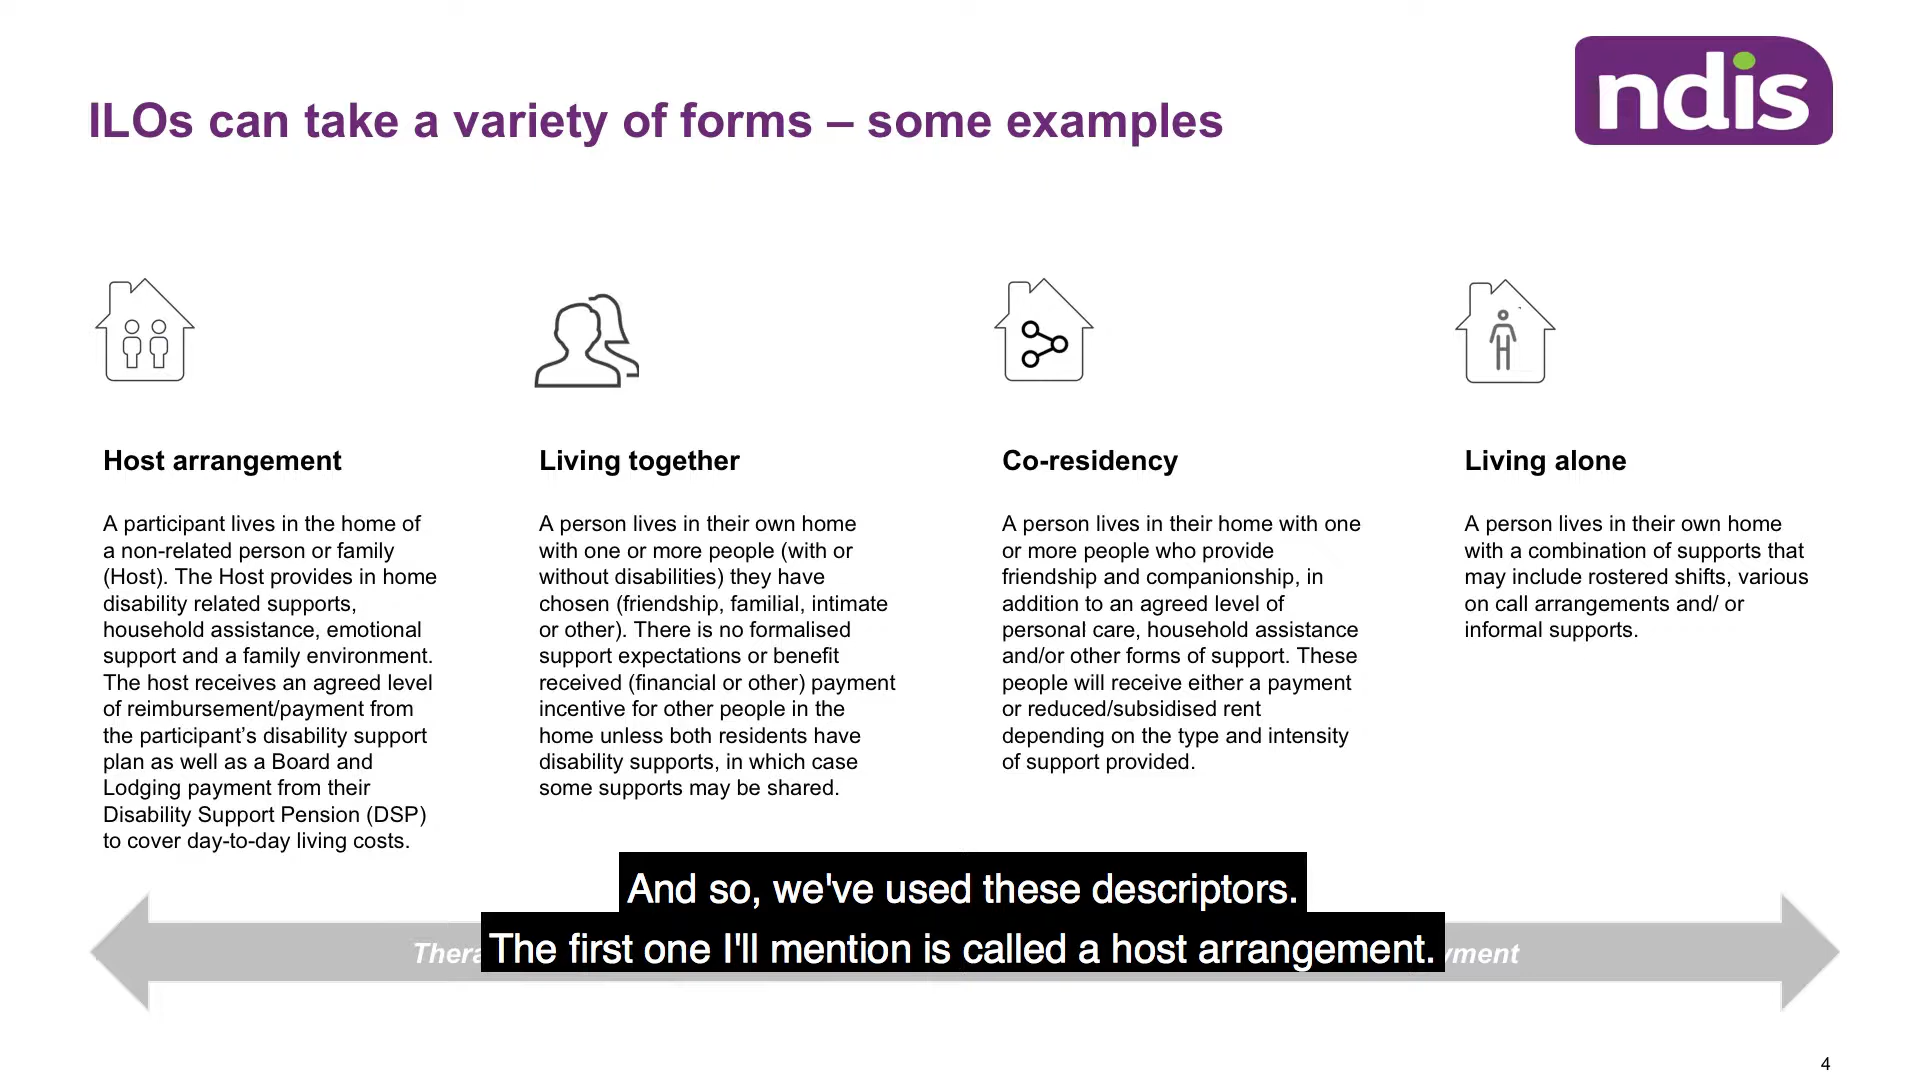 ILOs can take a variety of forms – some examples
ndis
Host arrangement
A participant lives in the home of
a non-related person or family
(Host). The Host provides in home
disability related supports,
household assistance, emotional
support and a family environment.
The host receives an agreed level
of reimbursement/payment from
the participant’s disability support
plan as well as a Board and
Lodging payment from their
Disability Support Pension (DSP)
to cover day-to-day living costs.
Living together
A person lives in their own home
with one or more people (with or
without disabilities) they have
chosen (friendship, familial, intimate
or other). There is no formalised
support expectations or benefit
received (financial or other) payment
incentive for other people in the
home unless both residents have
disability supports, in which case
some supports may be shared.
Co-residency
A person lives in their home with one
or more people who provide
friendship and companionship, in
addition to an agreed level of
personal care, household assistance
and/or other forms of support. These
people will receive either a payment
or reduced/subsidised rent
depending on the type and intensity
of support provided.
Living alone
A person lives in their own home
with a combination of supports that
may include rostered shifts, various
on call arrangements and/ or
informal supports.
And so, we've used these descriptors.
The first one I'll mention is called a host arrangement.
4